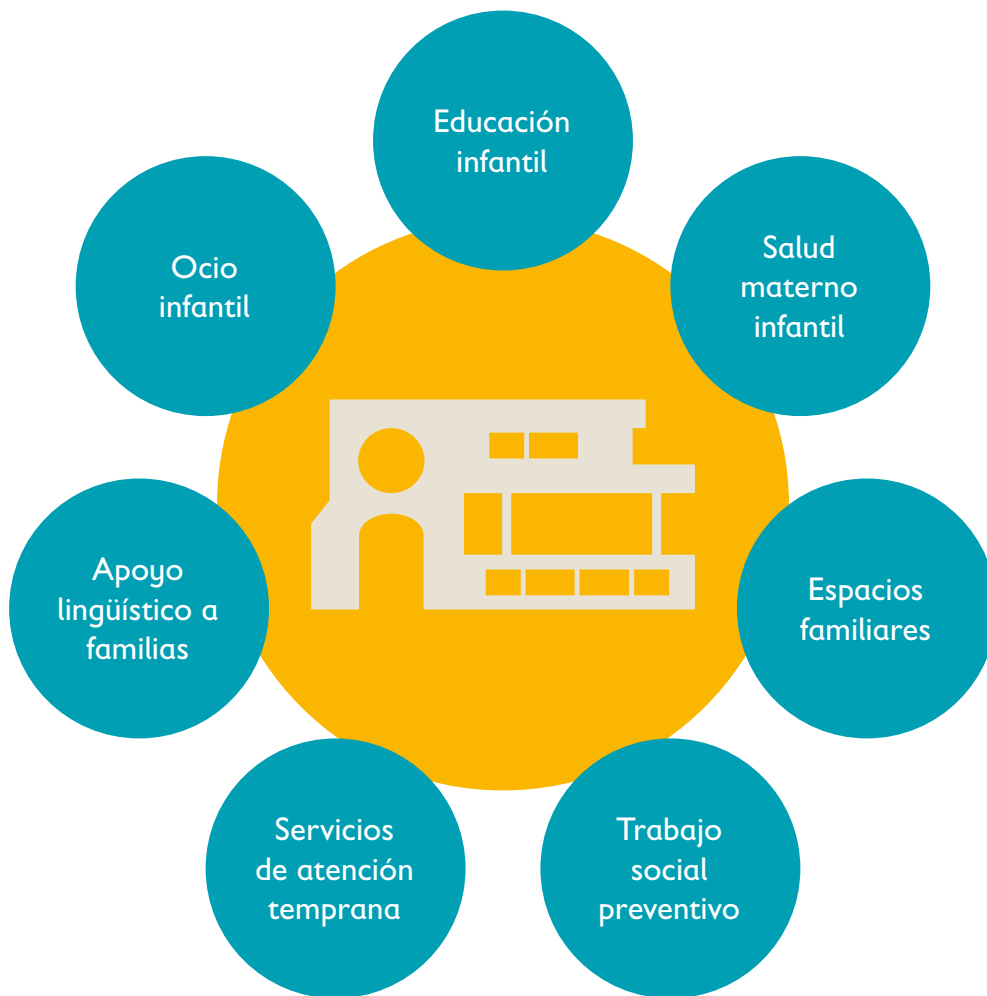 Educación
infantil
Salud
materno
infantil
Espacios
familiares
Trabajo
social
preventivo
Servicios
de atención
temprana
Apoyo
lingüístico a
familias
Ocio
infantil